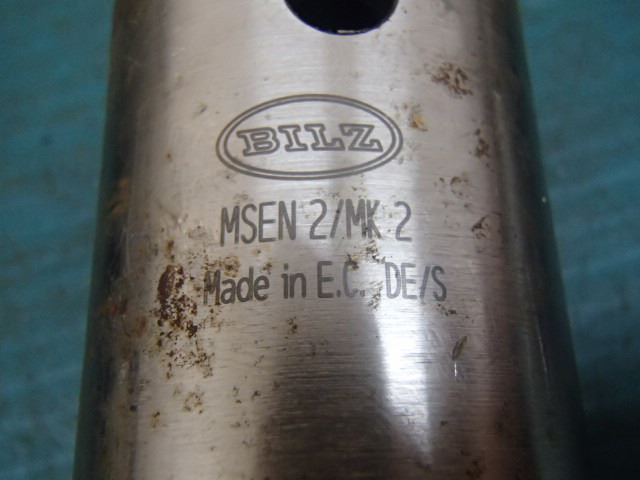 BILZ
MSEN 2/MK 2
Made in E.C. DE/S